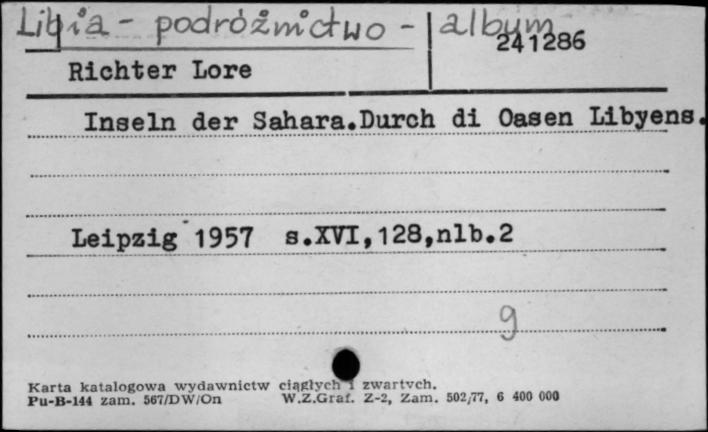 Libia - podróżnictwo - album
241286
Richter Lore
Inseln der Sahara.Durch di Oasen Libyens.
Leipzig 1957 s.XVI,128,nlb.2
g
Karta katalogowa wydawnictw ciągłych i zwartych.
Pu-B-144 zam. 567/DW/On W.Z.Graf. Z-2, Zam. 502/77, 6 400 000